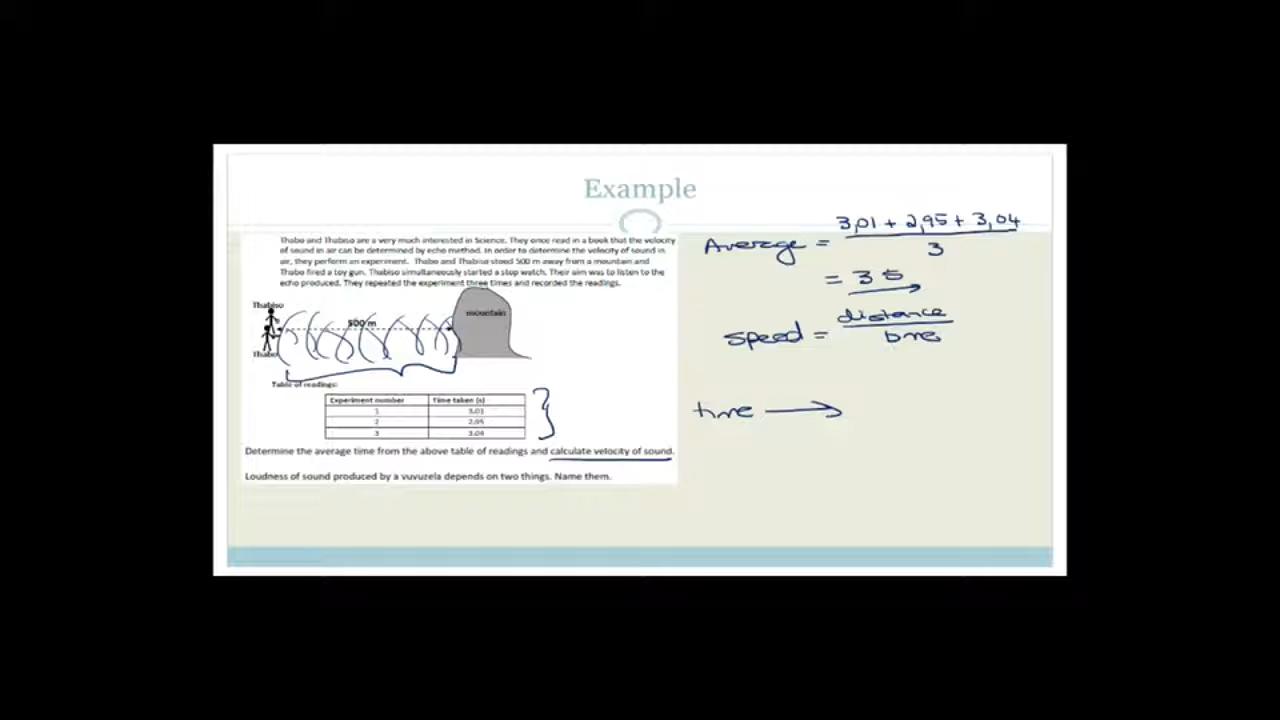 Example
Thabo and Thabiso are a very much interested in Science. They once read in a book that the velocity
of sound in air can be determined by echo method. In order to determine the velocity of sound in
air, they perform an experiment. Thabo and Thabiso stood 500 m away from a mountain and
Thabo fired a toy gun. Thabiso simultaneously started a stop watch. Their aim was to listen to the
echo produced. They repeated the experiment three times and recorded the readings.
Thabiso
500 m
mountain
Thabo
Table of readings:
Experiment number Time taken (s)
1 3,01
2 2,95
3 3,04
Determine the average time from the above table of readings and calculate velocity of sound.
Loudness of sound produced by a vuvuzela depends on two things. Name them.
Average = 3,01 + 2,95 + 3,04
3
= 3 s
speed = distance
time
time →